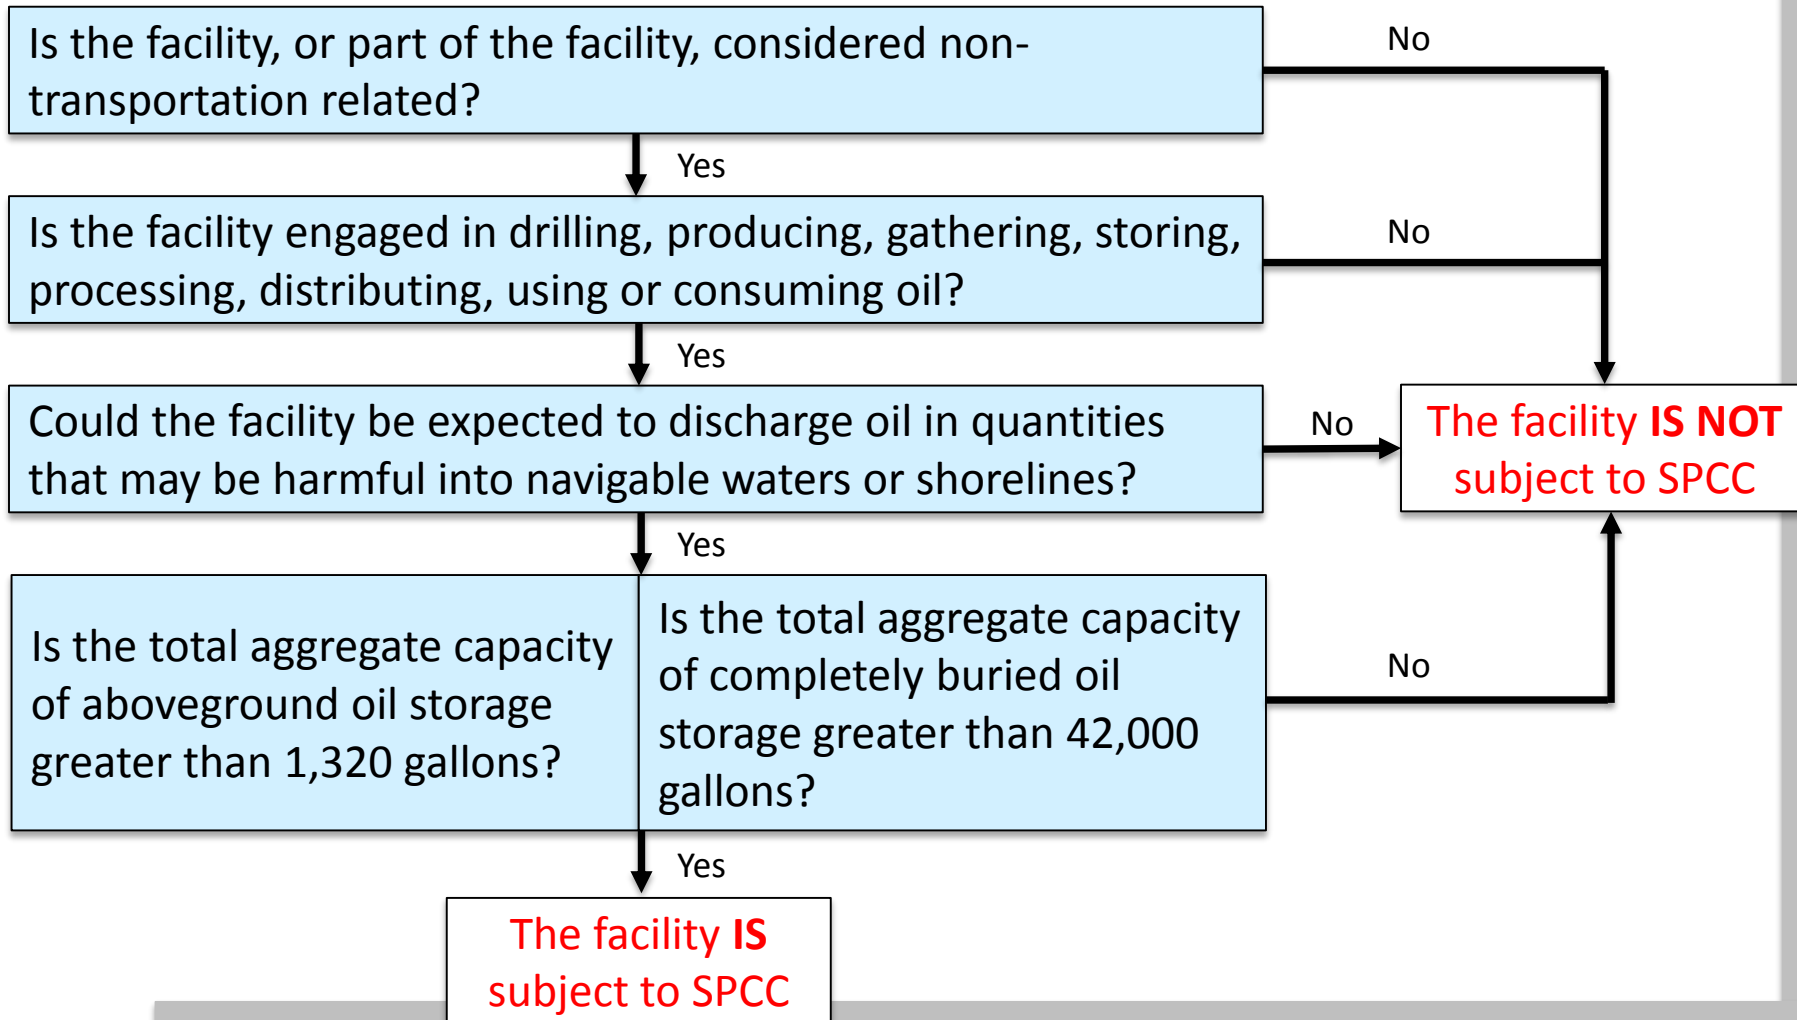 Is the facility, or part of the facility, considered non-
transportation related?
No
Yes
Is the facility engaged in drilling, producing, gathering, storing,
processing, distributing, using or consuming oil?
No
Yes
Could the facility be expected to discharge oil in quantities
that may be harmful into navigable waters or shorelines?
No
The facility IS NOT
subject to SPCC
Yes
Is the total aggregate capacity
of aboveground oil storage
greater than 1,320 gallons?
Is the total aggregate capacity
of completely buried oil
storage greater than 42,000
gallons?
No
Yes
The facility IS
subject to SPCC